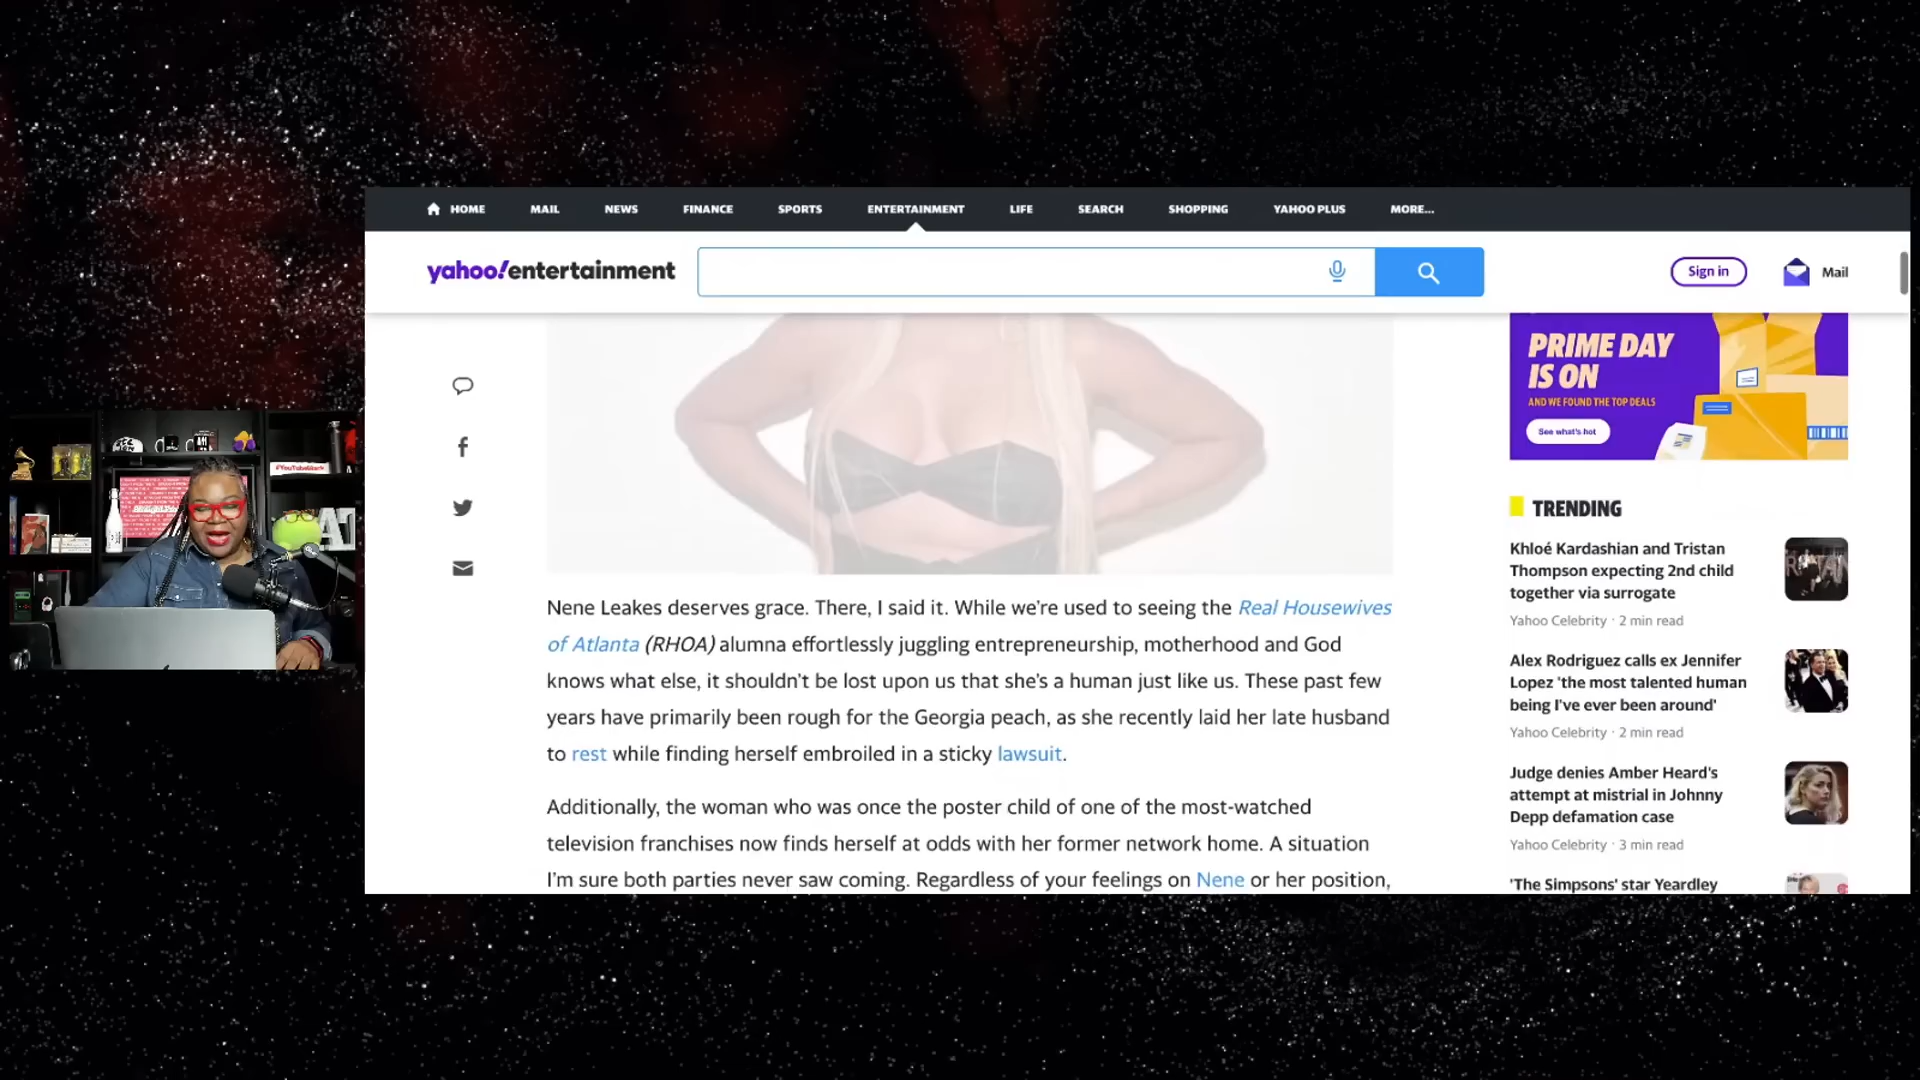 HOME MAIL NEWS FINANCE SPORTS ENTERTAINMENT LIFE SEARCH SHOPPING YAHOO PLUS MORE...
yahoo!entertainment
Sign in
Mail
PRIME DAY
IS ON
AND WE FOUND THE TOP DEALS
See what's hot
Nene Leakes deserves grace. There, I said it. While we're used to seeing the Real Housewives
of Atlanta (RHOA) alumna effortlessly juggling entrepreneurship, motherhood and God
knows what else, it shouldn't be lost upon us that she's a human just like us. These past few
years have primarily been rough for the Georgia peach, as she recently laid her late husband
to rest while finding herself embroiled in a sticky lawsuit.
Additionally, the woman who was once the poster child of one of the most-watched
television franchises now finds herself at odds with her former network home. A situation
I'm sure both parties never saw coming. Regardless of your feelings on Nene or her position,
TRENDING
Khloé Kardashian and Tristan
Thompson expecting 2nd child
together via surrogate
Yahoo Celebrity · 2 min read
Alex Rodriguez calls ex Jennifer
Lopez 'the most talented human
being I've ever been around'
Yahoo Celebrity · 2 min read
Judge denies Amber Heard's
attempt at mistrial in Johnny
Depp defamation case
Yahoo Celebrity · 3 min read
'The Simpsons' star Yeardley
#YouTubeBlack
AT